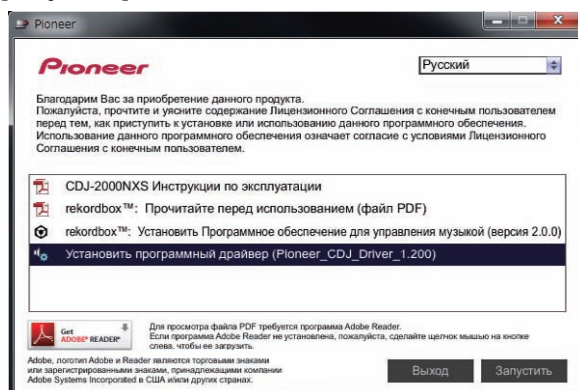 Pioneer
Pioneer
Русский
Благодарим Вас за приобретение данного продукта.
Пожалуйста, прочтите и уясните содержание Лицензионного Соглашения с конечным пользователем
перед тем, как приступить к установке или использованию данного программного обеспечения.
Использование данного программного обеспечения означает согласие с условиями Лицензионного
Соглашения с конечным пользователем.
CDJ-2000NXS Инструкции по эксплуатации
rekordbox™: Прочитайте перед использованием (файл PDF)
rekordbox™: Установить Программное обеспечение для управления музыкой (версия 2.0.0)
Установить программный драйвер (Pioneer_CDJ_Driver_1.200)
Get
ADOBE® READER®
Для просмотра файла PDF требуется программа Adobe Reader.
Если программа Adobe Reader не установлена, пожалуйста, сделайте щелчок мышью на кнопке
слева, чтобы ее загрузить.
Adobe, логотип Adobe и Reader являются торговыми знаками
или зарегистрированными знаками, принадлежащими компании
Adobe Systems Incorporated в США и/или других странах.
Выход
Запустить